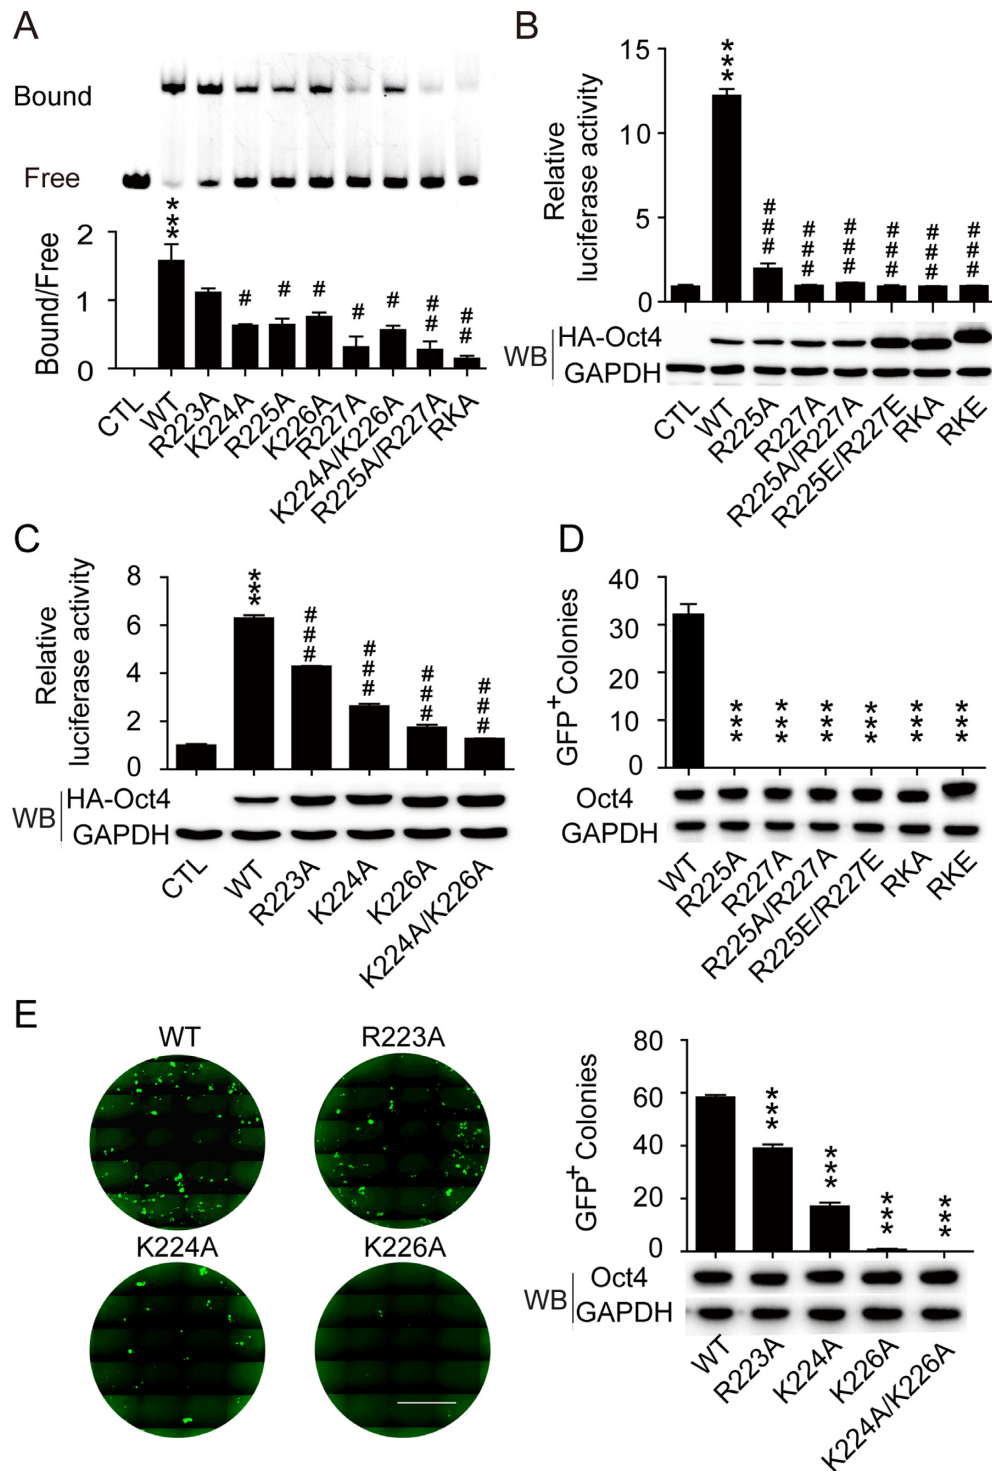 A
Bound
Free
***
# # # # # ## ##
Bound/Free
2
1
0
CTL WT R223A K224A R225A K226A R227A K224A/K226A R225A/R227A RKA
B
Relative
luciferase activity
15
10
5
0
***
### ### ### ### ### ###
WB
HA-Oct4
GAPDH
CTL WT R225A R227A R225A/R227A R225E/R227E RKA RKE
C
Relative
luciferase activity
8
6
4
2
0
***
### ### ### ###
WB
HA-Oct4
GAPDH
CTL WT R223A K224A K226A K224A/K226A
D
GFP+Colonies
40
30
20
10
0
*** *** *** *** *** ***
Oct4
GAPDH
WT R225A R227A R225A/R227A R225E/R227E RKA RKE
E
WT R223A
K224A K226A
GFP+ Colonies
80
60
40
20
0
*** *** *** ***
WB
Oct4
GAPDH
WT R223A K224A K226A K224A/K226A